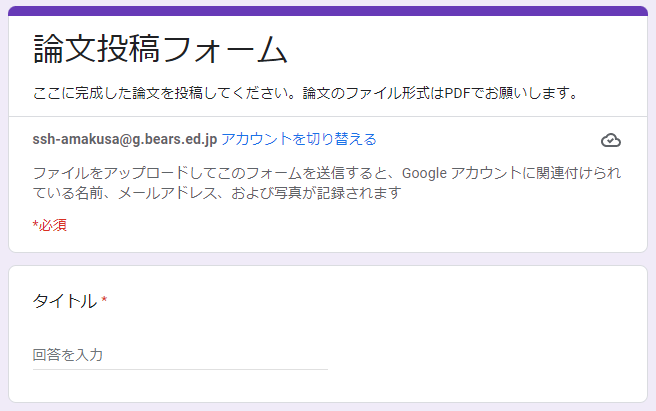 論文投稿フォーム
ここに完成した論文を投稿してください。論文のファイル形式はPDFでお願いします。
ssh-amakusa@g.bears.ed.jp アカウントを切り替える
ファイルをアップロードしてこのフォームを送信すると、Google アカウントに関連付けられ
ている名前、メールアドレス、および写真が記録されます
*必須
タイトル *
回答を入力